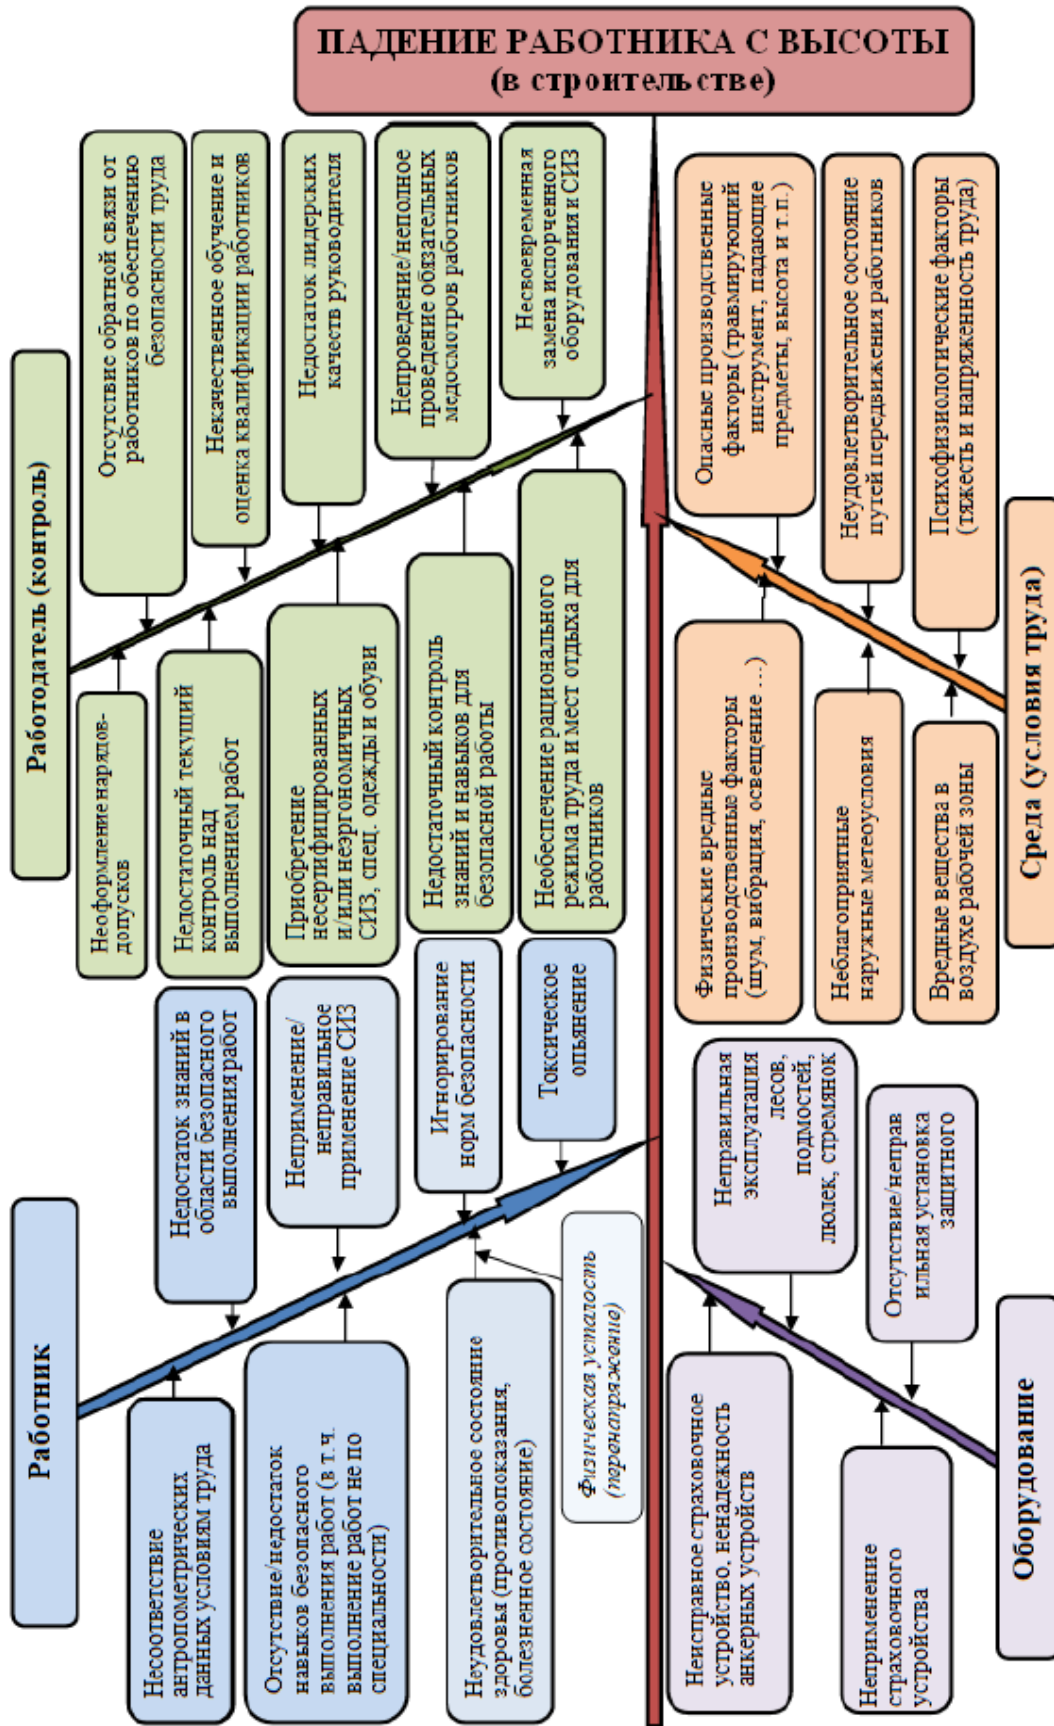 ПАДЕНИЕ РАБОТНИКА С ВЫСОТЫ
(в строительстве)
Работник
Несоответствие
антропометрических
данных условиям труда
Недостаток знаний в
области безопасного
выполнения работ
Отсутствие/недостаток
навыков безопасного
выполнения работ (в т.ч.
выполнение работ не по
специальности)
Неприменение/
неправильное
применение СИЗ
Неудовлетворительное состояние
здоровья (противопоказания,
болезненное состояние)
Игнорирование
норм безопасности
Физическая усталость
(перенапряжение)
Токсическое
опьянение
Работодатель (контроль)
Неоформление нарядов-
допусков
Отсутствие обратной связи от
работников по обеспечению
безопасности труда
Недостаточный текущий
контроль над
выполнением работ
Некачественное обучение и
оценка квалификации работников
Приобретение
несертифицированных
и/или неэргономичных
СИЗ, спец. одежды и обуви
Недостаток лидерских
качеств руководителя
Недостаточный контроль
знаний и навыков для
безопасной работы
Непроведение/неполное
проведение обязательных
медосмотров работников
Необеспечение рационального
режима труда и мест отдыха для
работников
Несвоевременная
замена испорченного
оборудования и СИЗ
Неисправное страховочное
устройство, ненадежность
анкерных устройств
Неправильная
эксплуатация
лесов,
подмостей,
люлек, стремянок
Неприменение
страховочного
устройства
Отсутствие/неправ
ильная установка
защитного
Оборудование
Физические вредные
производственные факторы
(шум, вибрация, освещение ...)
Опасные производственные
факторы (травмирующий
инструмент, падающие
предметы, высота и т.п.)
Неблагоприятные
наружные метеоусловия
Неудовлетворительное состояние
путей передвижения работников
Вредные вещества в
воздухе рабочей зоны
Психофизиологические факторы
(тяжесть и напряженность труда)
Среда (условия труда)